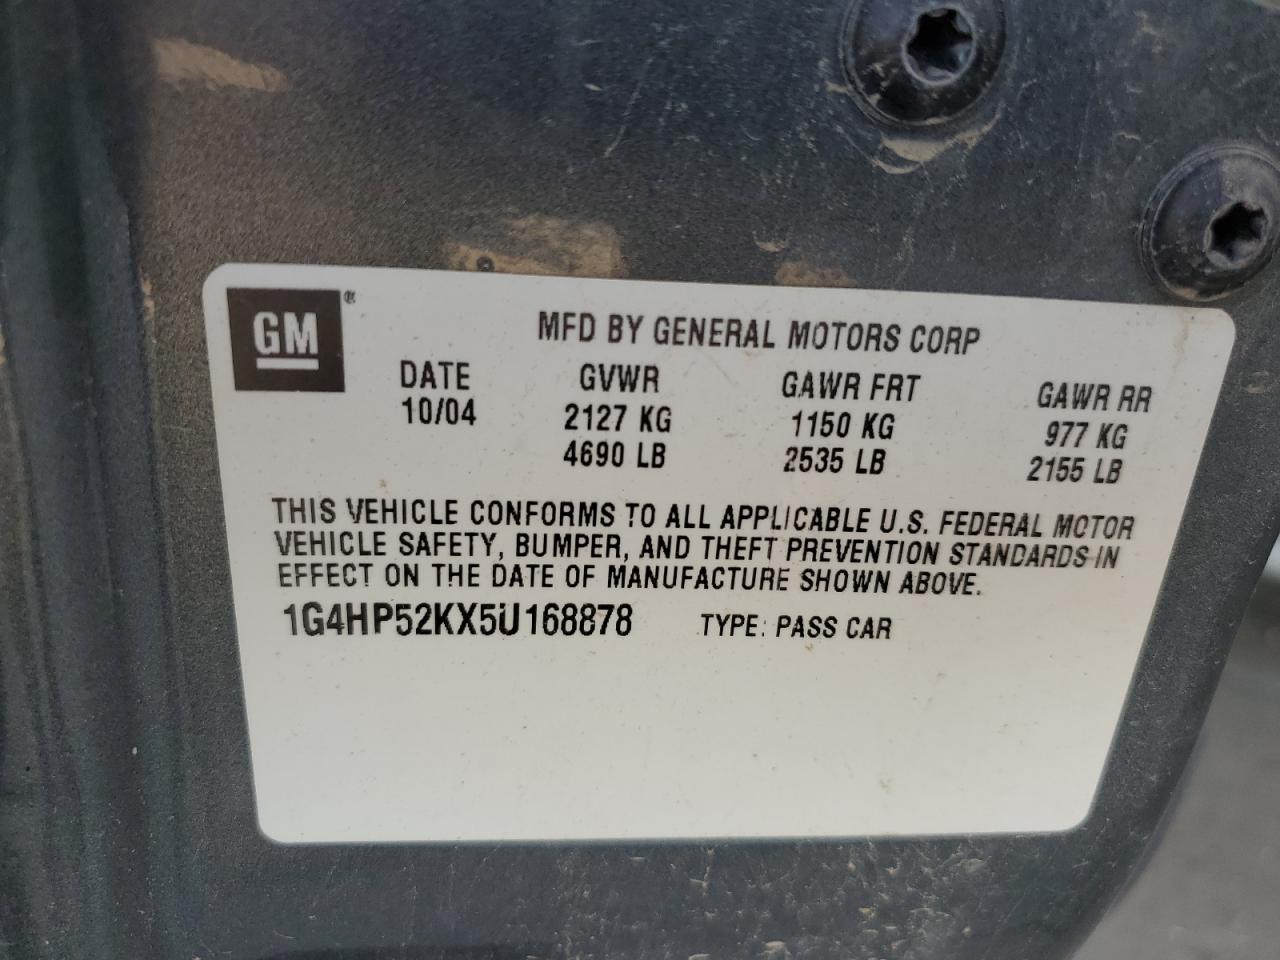 GM®
MFD BY GENERAL MOTORS CORP
DATE GVWR GAWR FRT GAWR RR
10/04 2127 KG 1150 KG 977 KG
4690 LB 2535 LB 2155 LB
THIS VEHICLE CONFORMS TO ALL APPLICABLE U.S. FEDERAL MOTOR
VEHICLE SAFETY, BUMPER, AND THEFT PREVENTION STANDARDS IN
EFFECT ON THE DATE OF MANUFACTURE SHOWN ABOVE.
1G4HP52KX5U168878 TYPE: PASS CAR